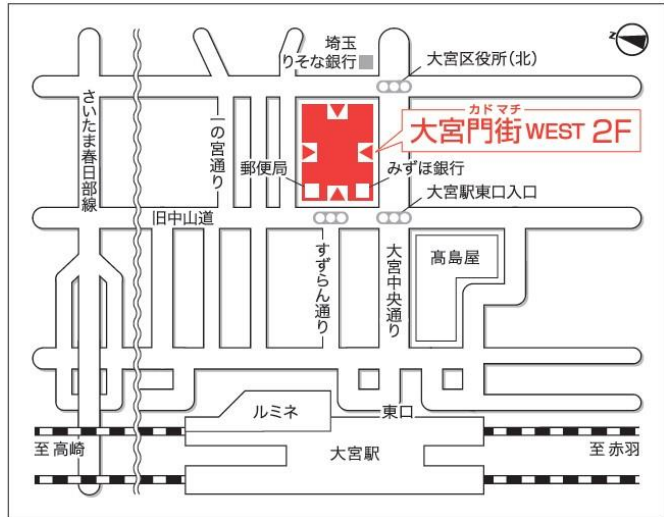 N
埼玉
りそな銀行
大宮区役所(北)
カドマチ
大宮門街 WEST 2F
さいたま春日部線
一の宮通り
郵便局
みずほ銀行
大宮駅東口入口
旧中山道
すずらん通り
大宮中央通り
髙島屋
ルミネ
東口
至 高崎
大宮駅
至 赤羽